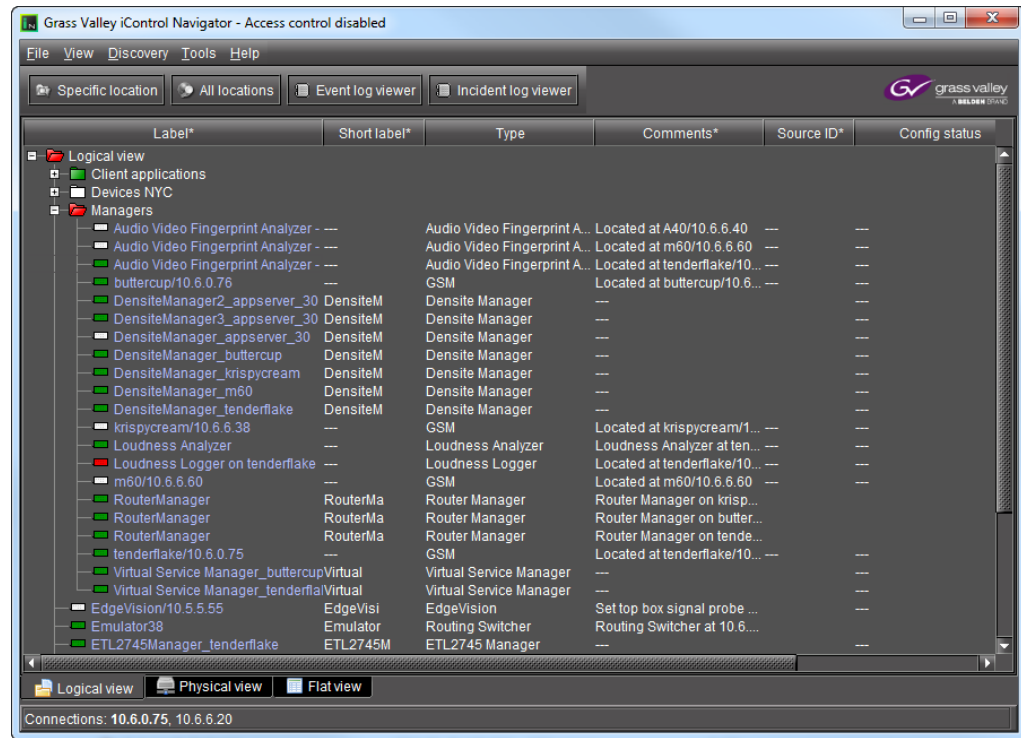 Grass Valley iControl Navigator - Access control disabled
File View Discovery Tools Help
Specific location All locations Event log viewer Incident log viewer grass valley
A BELDEN BRAND
Label* Short label* Type Comments* Source ID* Config status
Logical view
Client applications
Devices NYC
Managers
Audio Video Fingerprint Analyzer - --- Audio Video Fingerprint A... Located at A40/10.6.6.40 --- ---
Audio Video Fingerprint Analyzer - --- Audio Video Fingerprint A... Located at m60/10.6.6.60 --- ---
Audio Video Fingerprint Analyzer - --- Audio Video Fingerprint A... Located at tenderflake/10... --- ---
buttercup/10.6.0.76 --- GSM Located at buttercup/10.6... --- ---
DensiteManager2_appserver_30 DensiteM Densite Manager --- ---
DensiteManager3_appserver_30 DensiteM Densite Manager --- ---
DensiteManager_appserver_30 DensiteM Densite Manager --- ---
DensiteManager_buttercup DensiteM Densite Manager --- ---
DensiteManager_krispycream DensiteM Densite Manager --- ---
DensiteManager_m60 DensiteM Densite Manager --- ---
DensiteManager_tenderflake DensiteM Densite Manager --- ---
krispycream/10.6.6.38 --- GSM Located at krispycream/1... --- ---
Loudness Analyzer --- Loudness Analyzer Loudness Analyzer at ten... ---
Loudness Logger on tenderflake --- Loudness Logger Located at tenderflake/10... --- ---
m60/10.6.6.60 --- GSM Located at m60/10.6.6.60 --- ---
RouterManager RouterMa Router Manager Router Manager on krisp... ---
RouterManager RouterMa Router Manager Router Manager on butter... ---
RouterManager RouterMa Router Manager Router Manager on tende... ---
tenderflake/10.6.0.75 --- GSM Located at tenderflake/10... --- ---
Virtual Service Manager_buttercup Virtual Virtual Service Manager --- ---
Virtual Service Manager_tenderfla Virtual Virtual Service Manager --- ---
EdgeVision/10.5.5.55 EdgeVisi EdgeVision Set top box signal probe ... ---
Emulator38 Emulator Routing Switcher Routing Switcher at 10.6.... ---
ETL2745Manager_tenderflake ETL2745M ETL2745 Manager --- ---
Logical view Physical view Flat view
Connections: 10.6.0.75, 10.6.6.20